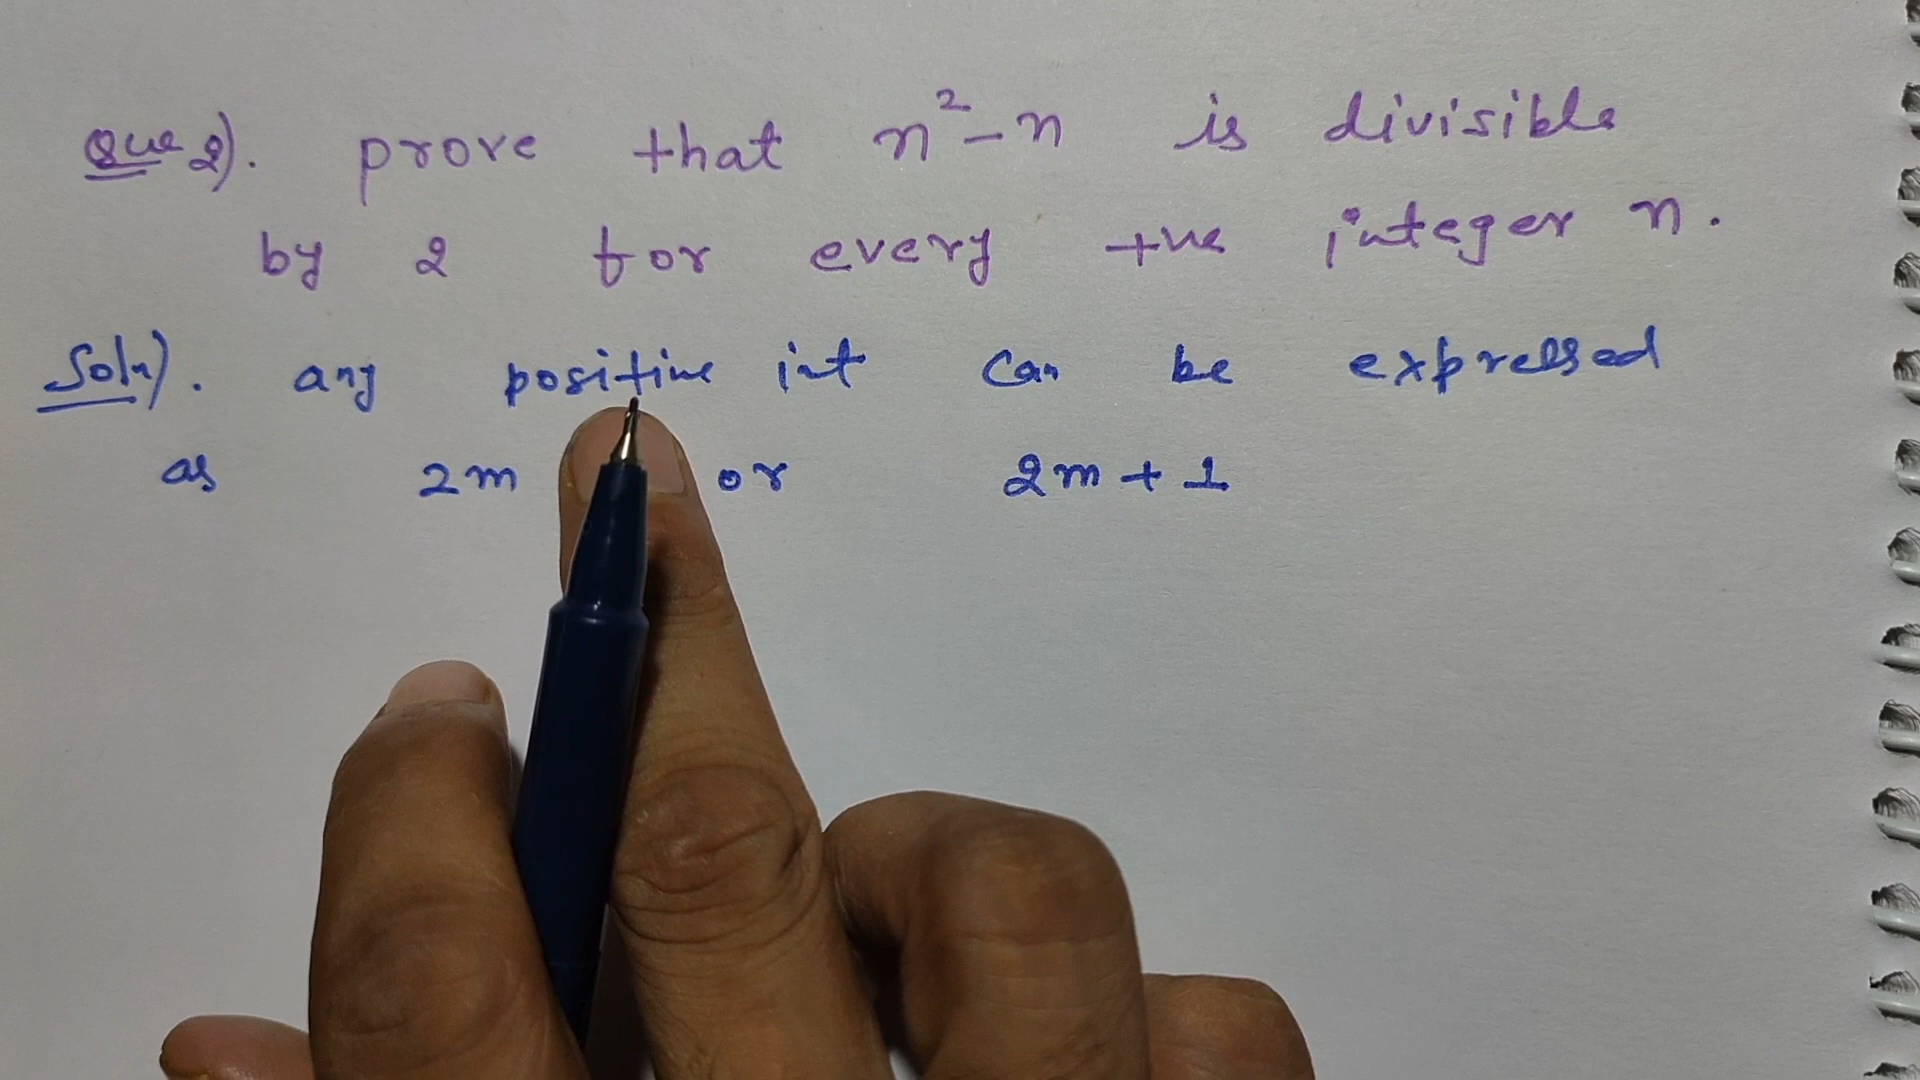 Que 2). prove that n² - n is divisible
by 2 for every +ve integer n.
Soln). any positive int can be expressed
as 2m or 2m + 1